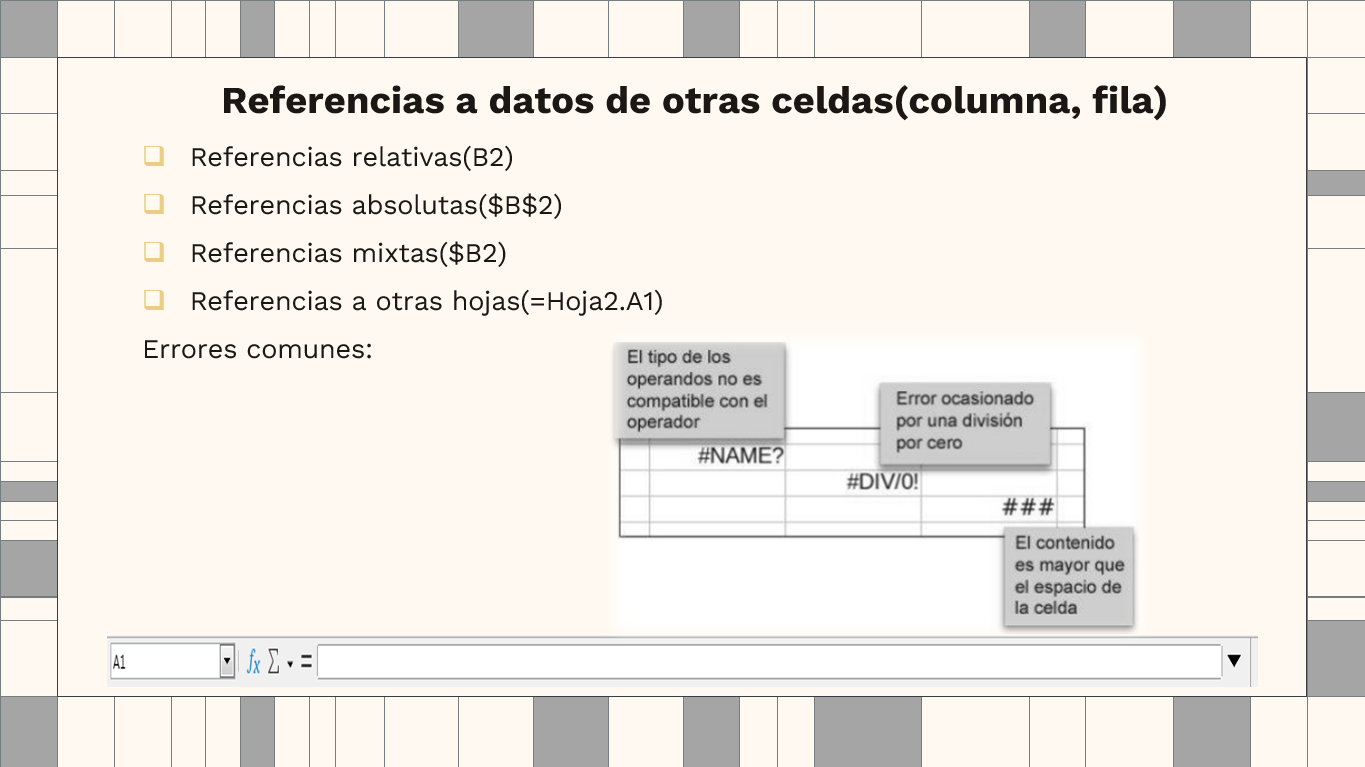 Referencias a datos de otras celdas(columna, fila)
❑ Referencias relativas(B2)
❑ Referencias absolutas($B$2)
❑ Referencias mixtas($B2)
❑ Referencias a otras hojas(=Hoja2.A1)
Errores comunes:
El tipo de los
operandos no es
compatible con el
operador
Error ocasionado
por una división
por cero
#NAME?
#DIV/0!
###
El contenido
es mayor que
el espacio de
la celda
A1 fx Σ =